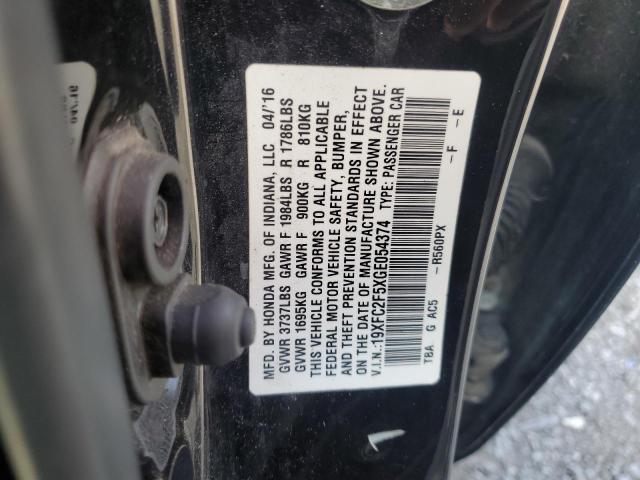 MFD. BY HONDA MFG. OF INDIANA, LLC 04/'16
GVWR 3737LBS GAWR F 1984LBS R 1786LBS
GVWR 1695KG GAWR F 900KG R 810KG
THIS VEHICLE CONFORMS TO ALL APPLICABLE
FEDERAL MOTOR VEHICLE SAFETY, BUMPER,
AND THEFT PREVENTION STANDARDS IN EFFECT
ON THE DATE OF MANUFACTURE SHOWN ABOVE.
V.I.N.:19XFC2F5XGE054374 TYPE: PASSENGER CAR
TBA G AC5 -R560PX -F -E